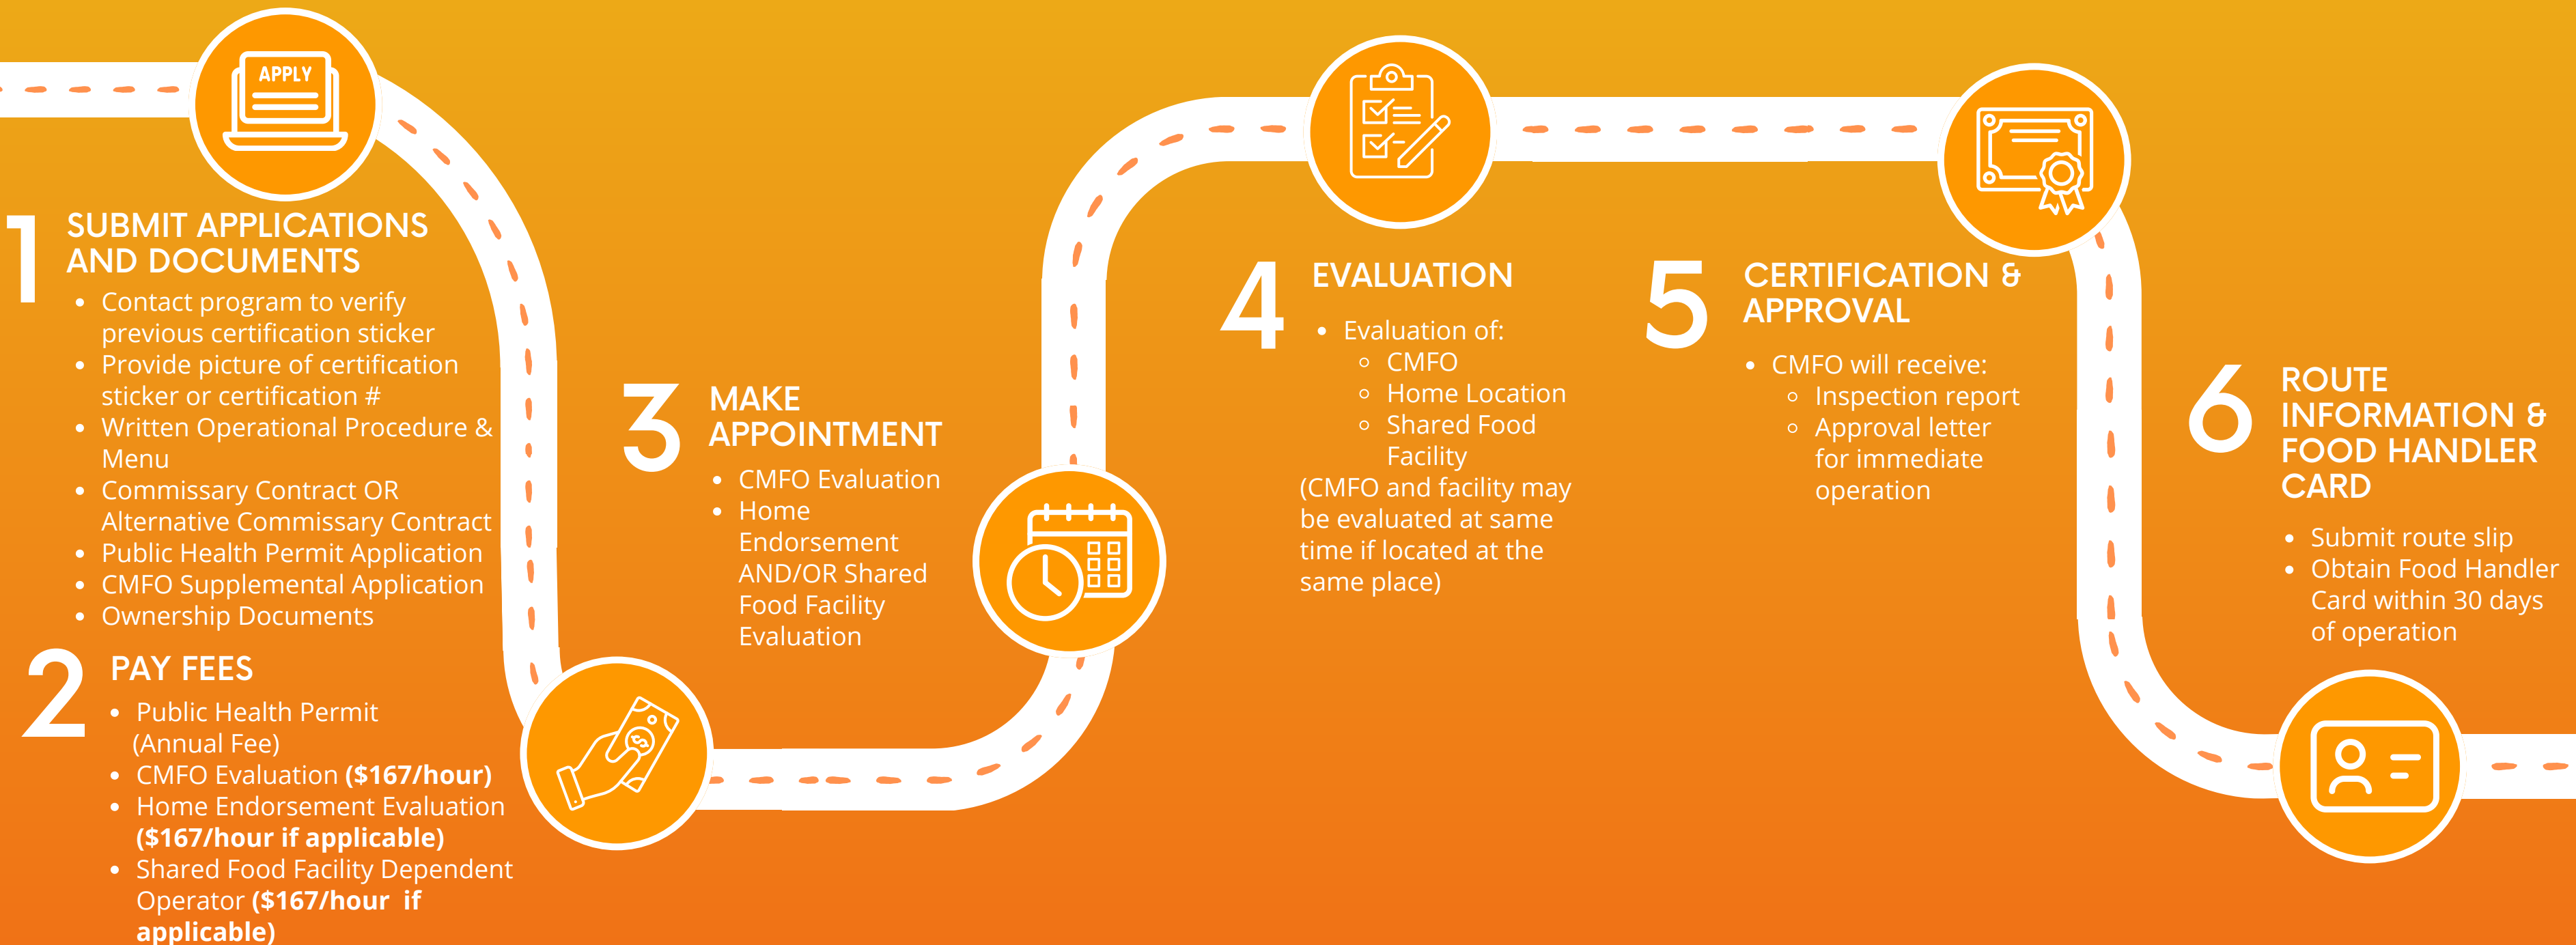 APPLY
1
SUBMIT APPLICATIONS
AND DOCUMENTS
• Contact program to verify
previous certification sticker
• Provide picture of certification
sticker or certification #
• Written Operational Procedure &
Menu
• Commissary Contract OR
Alternative Commissary Contract
• Public Health Permit Application
• CMFO Supplemental Application
• Ownership Documents
2
PAY FEES
• Public Health Permit
(Annual Fee)
• CMFO Evaluation ($167/hour)
• Home Endorsement Evaluation
($167/hour if applicable)
• Shared Food Facility Dependent
Operator ($167/hour if
applicable)
3
MAKE
APPOINTMENT
• CMFO Evaluation
• Home
Endorsement
AND/OR Shared
Food Facility
Evaluation
4
EVALUATION
• Evaluation of:
◦ CMFO
◦ Home Location
◦ Shared Food
Facility
(CMFO and facility may
be evaluated at same
time if located at the
same place)
5
CERTIFICATION &
APPROVAL
• CMFO will receive:
◦ Inspection report
◦ Approval letter
for immediate
operation
6
ROUTE
INFORMATION &
FOOD HANDLER
CARD
• Submit route slip
• Obtain Food Handler
Card within 30 days
of operation
$